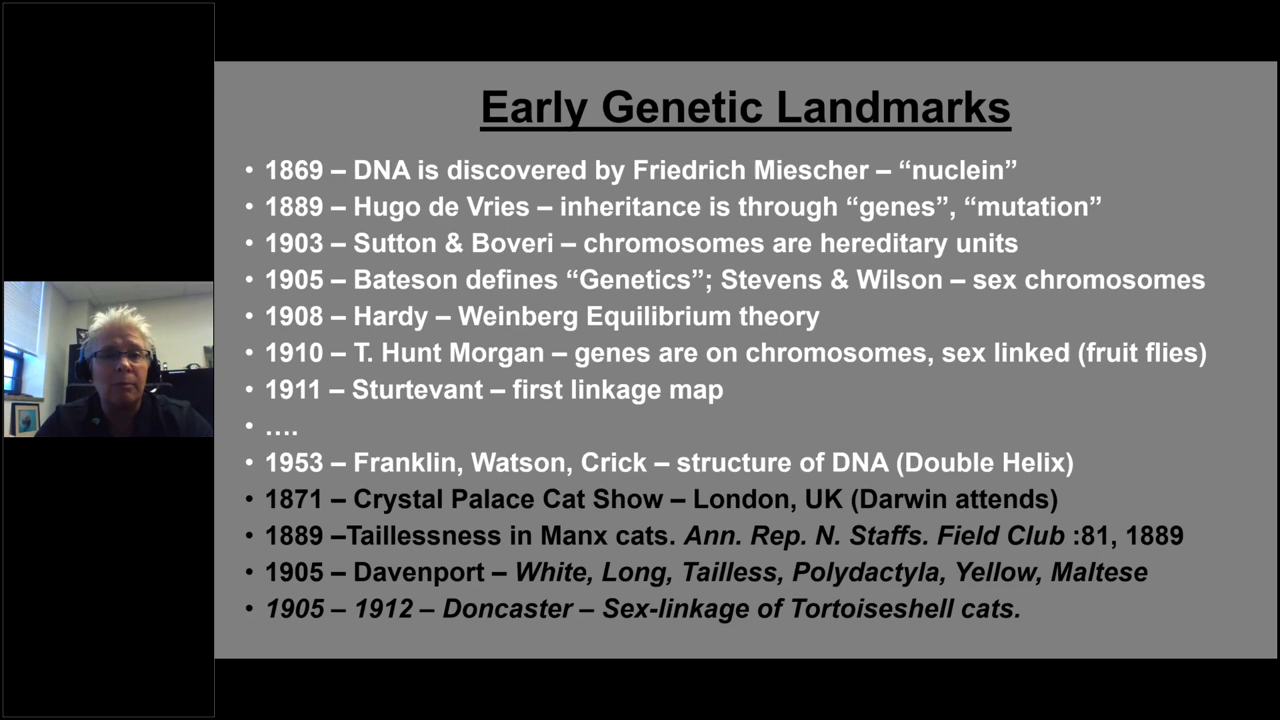 Early Genetic Landmarks
• 1869 – DNA is discovered by Friedrich Miescher – “nuclein”
• 1889 – Hugo de Vries – inheritance is through “genes”, “mutation”
• 1903 – Sutton & Boveri – chromosomes are hereditary units
• 1905 – Bateson defines “Genetics”; Stevens & Wilson – sex chromosomes
• 1908 – Hardy – Weinberg Equilibrium theory
• 1910 – T. Hunt Morgan – genes are on chromosomes, sex linked (fruit flies)
• 1911 – Sturtevant – first linkage map
• ….
• 1953 – Franklin, Watson, Crick – structure of DNA (Double Helix)
• 1871 – Crystal Palace Cat Show – London, UK (Darwin attends)
• 1889 –Taillessness in Manx cats. Ann. Rep. N. Staffs. Field Club :81, 1889
• 1905 – Davenport – White, Long, Tailless, Polydactyla, Yellow, Maltese
• 1905 – 1912 – Doncaster – Sex-linkage of Tortoiseshell cats.